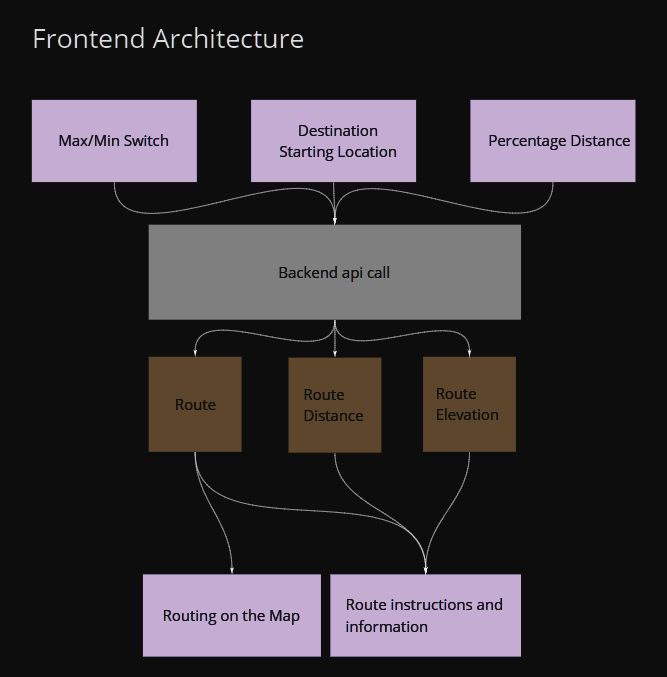 Frontend Architecture
Max/Min Switch
Destination
Starting Location
Percentage Distance
Backend api call
Route
Route
Distance
Route
Elevation
Routing on the Map
Route instructions and
information